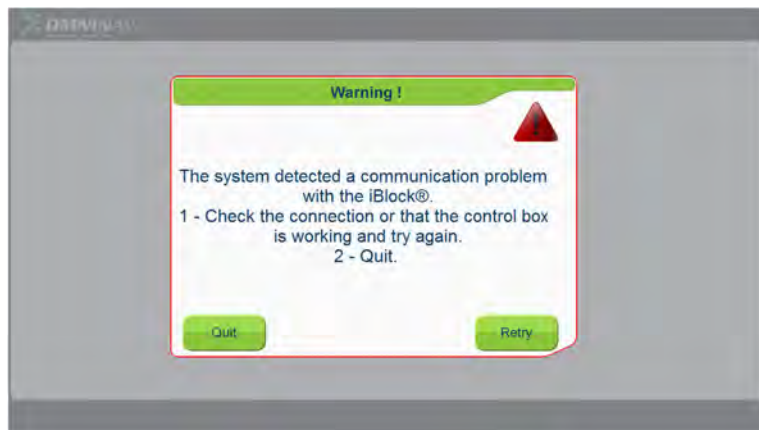 Warning !
The system detected a communication problem
with the iBlock®.
1 - Check the connection or that the control box
is working and try again.
2 - Quit.
Quit
Retry